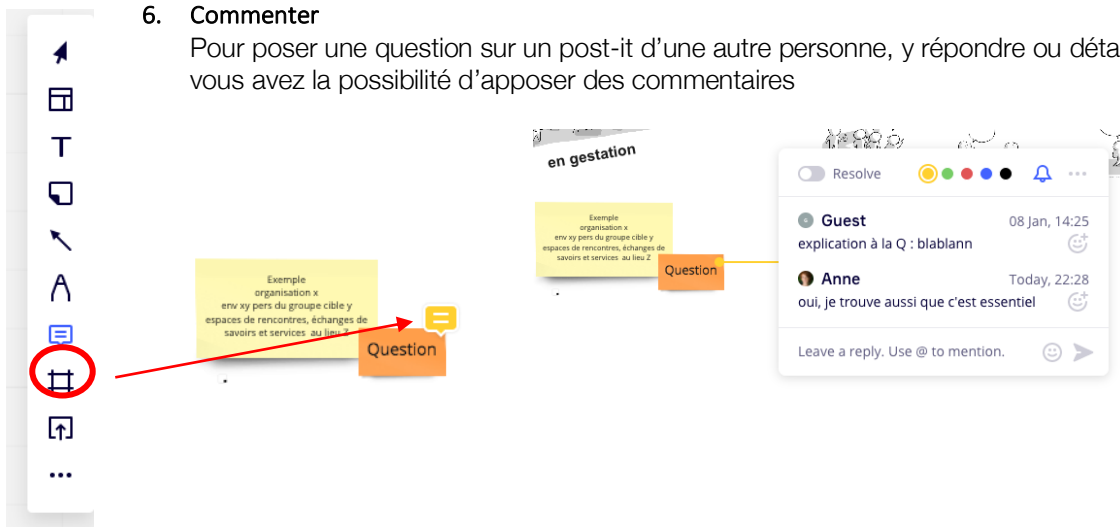 6. Commenter
Pour poser une question sur un post-it d'une autre personne, y répondre ou
vous avez la possibilité d'apposer des commentaires
T
Exemple
organisation x
env xy pers du groupe cible y
espaces de rencontres, échanges de
savoirs et services au lieu Z
Question
en gestation
Exemple
organisation x
env xy pers du groupe cible y
espaces de rencontres, échanges de
savoirs et services au lieu Z
Question
Resolve
G Guest 08 Jan, 14:25
explication à la Q : blablann
Anne Today, 22:28
oui, je trouve aussi que c'est essentiel
Leave a reply. Use @ to mention.